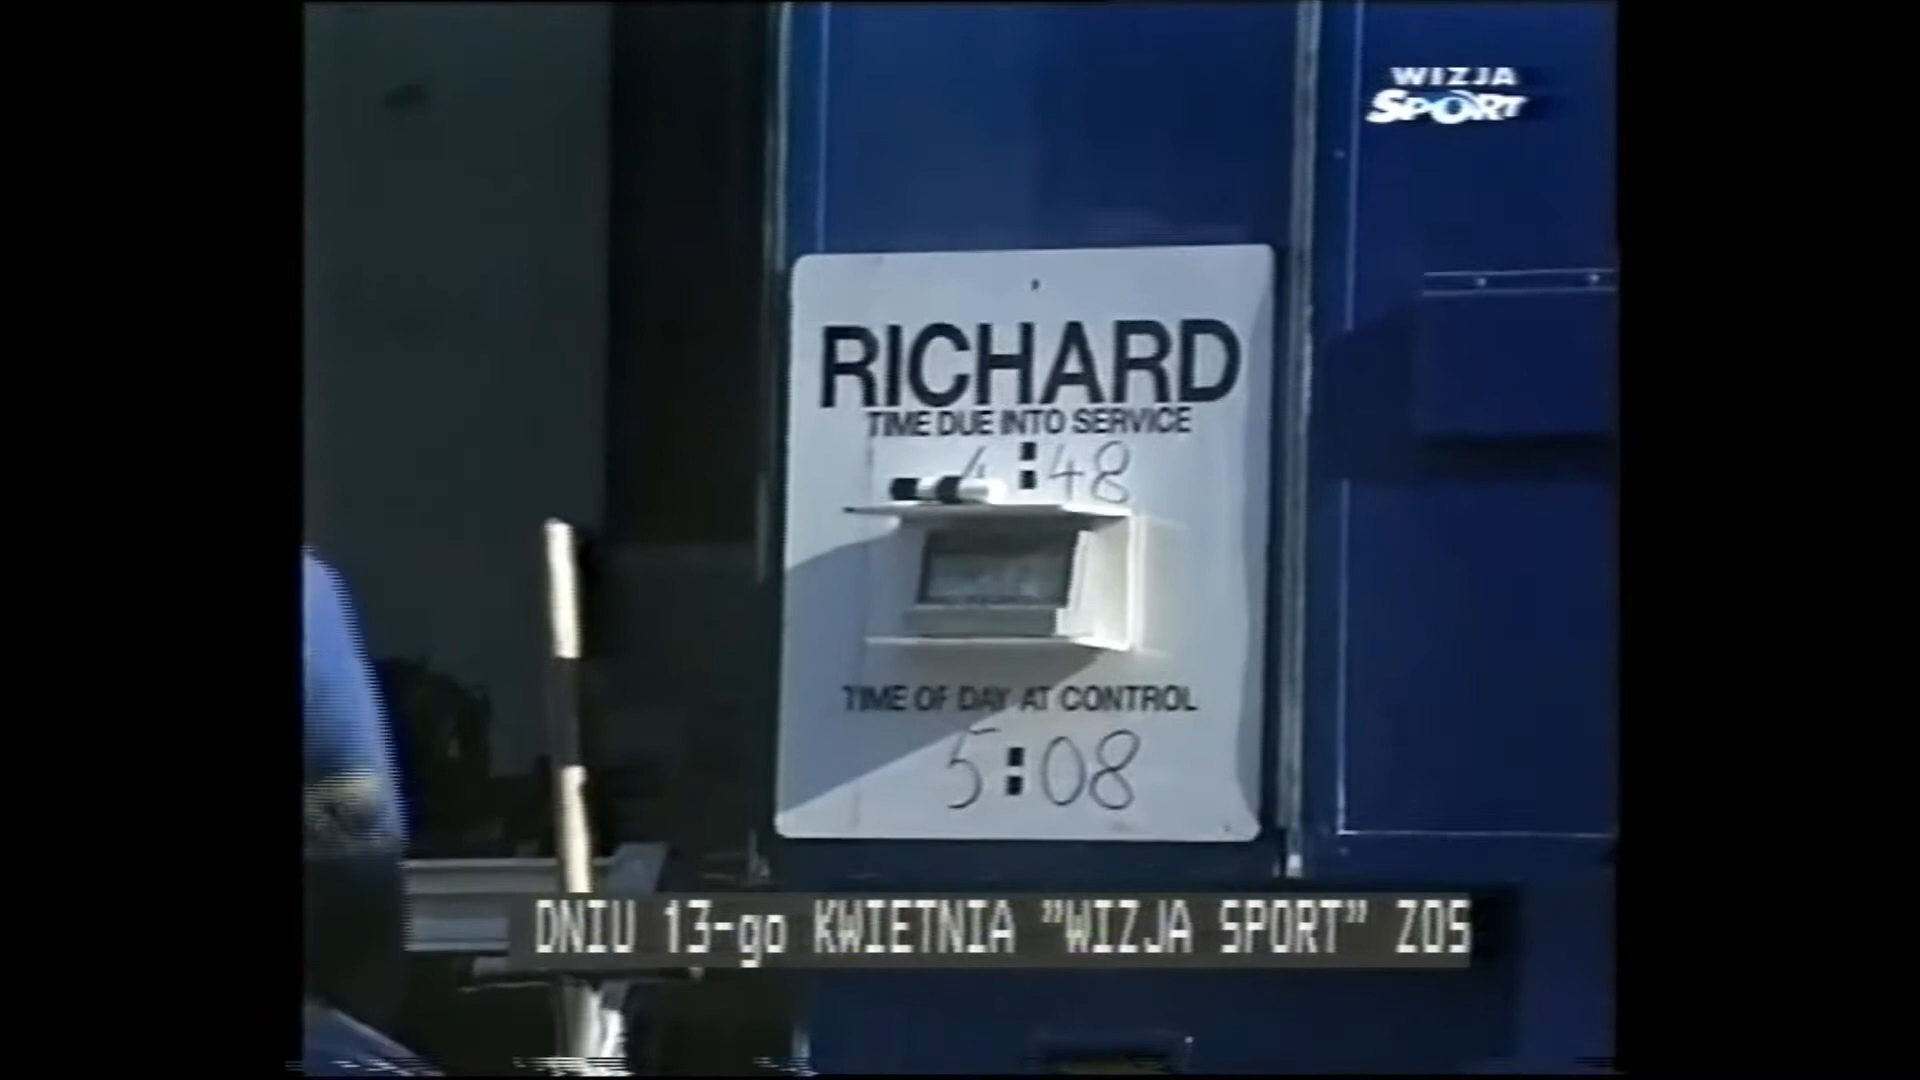 WIZJA
SPORT
RICHARD
TIME DUE INTO SERVICE
4:48
TIME OF DAY AT CONTROL
5:08
DNIU 13-go KWIETNIA "WIZJA SPORT" ZOS